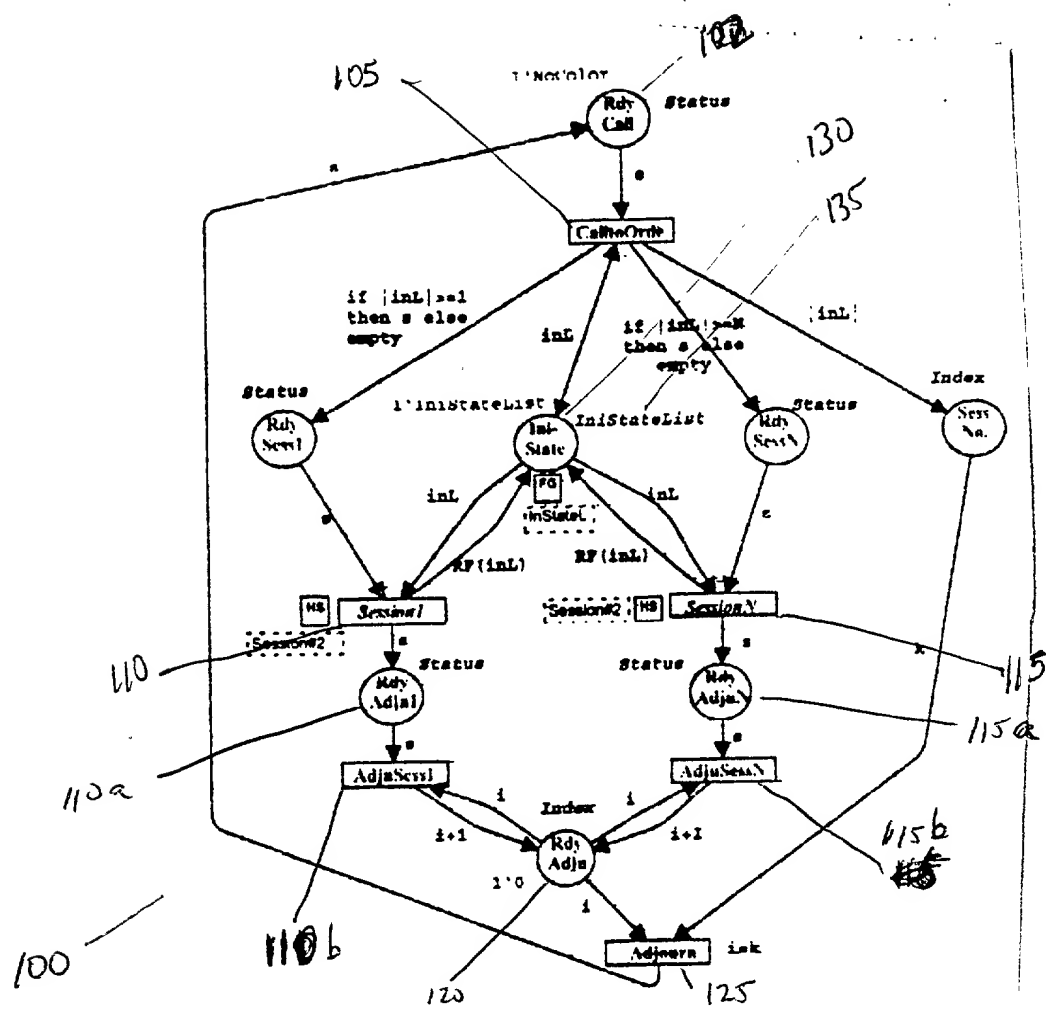 105
1'NoColor
Rdy
Call
Status
130
135
s
CalltoOrde
if |inL|>=1
then s else
empty
inL
if |inL|>=N
then s else
empty
|inL|
Status
Rdy
Sess1
1'IniStateList
Ini-
State
IniStateList
Rdy
SessN
Status
Index
Sess
No.
FG
InStateL
inL
inL
RF(inL)
RF(inL)
HS
Session1
Session#2
Session#2
HS
SessionN
110
115
s
s
Status
Rdy
Adju1
Status
Rdy
AdjuN
110a
115a
s
s
AdjuSess1
AdjuSessN
i
i
Index
i+1
i+1
Rdy
Adju
1'0
i
115b
110b
Adjourn
100
120
125